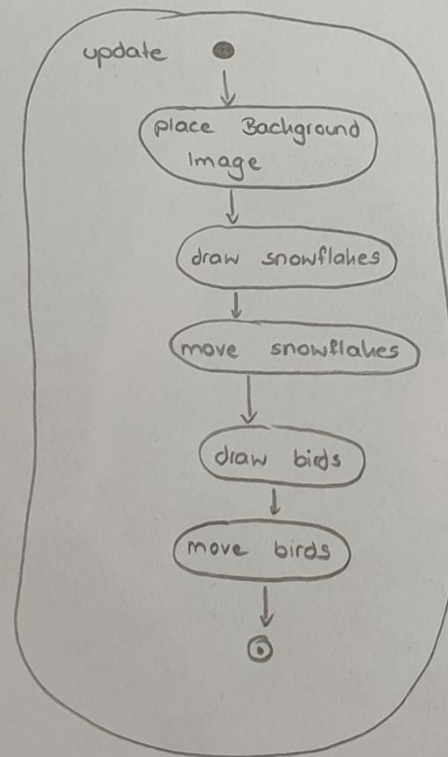 update
place Background
Image
draw snowflakes
move snowflakes
draw birds
move birds